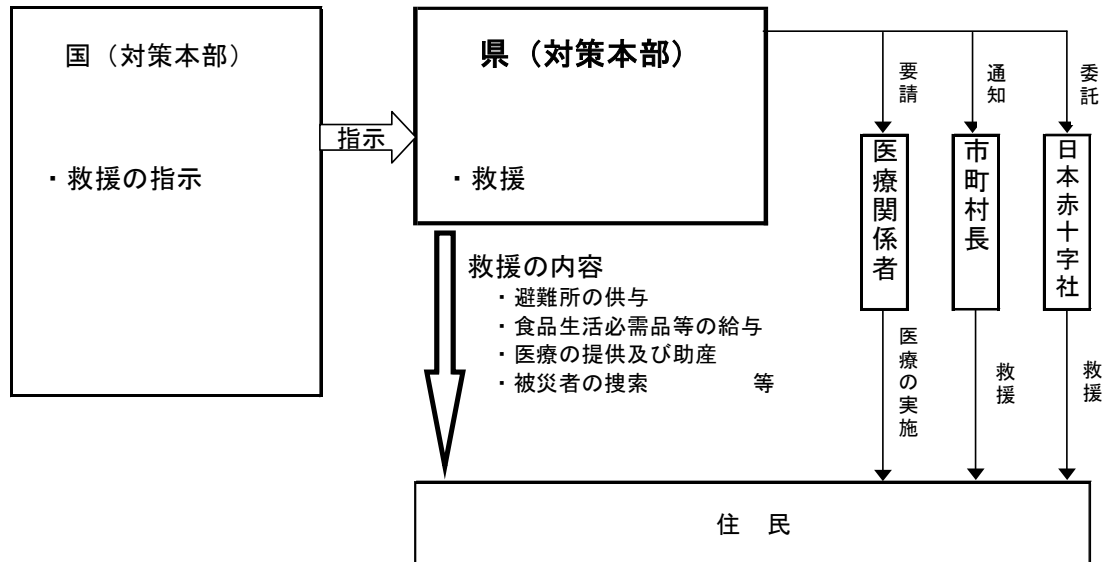 国（対策本部）
・救援の指示
指示
県（対策本部）
・救援
要請
通知
委託
医療関係者
市町村長
日本赤十字社
救援の内容
・避難所の供与
・食品生活必需品等の給与
・医療の提供及び助産
・被災者の捜索　　　　等
医療の実施
救援
救援
住　民